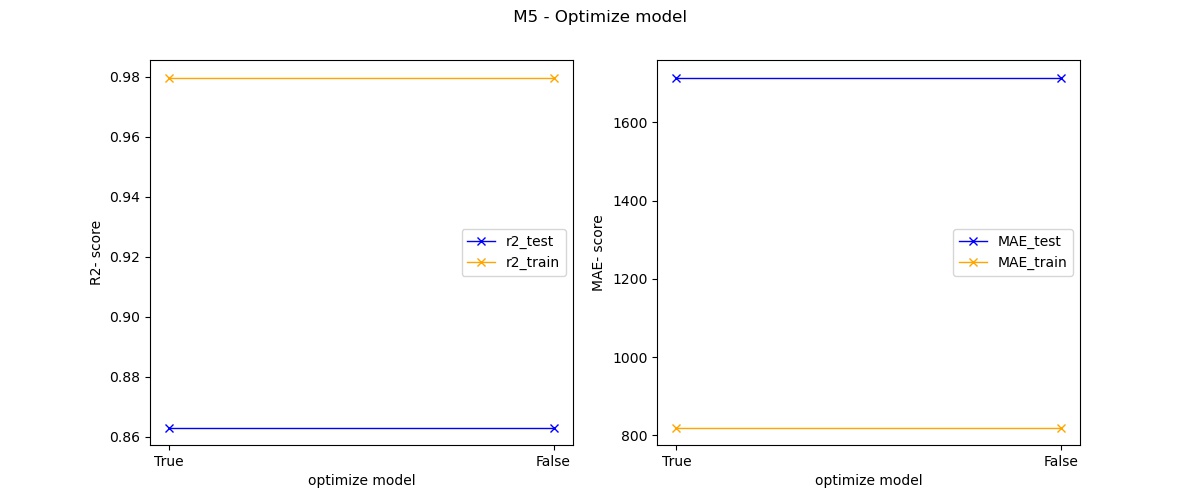 M5 - Optimize model
0.98
0.96
0.94
0.92
0.90
0.88
0.86
R2- score
r2_test
r2_train
True
False
optimize model
1600
1400
1200
1000
800
MAE- score
MAE_test
MAE_train
True
False
optimize model